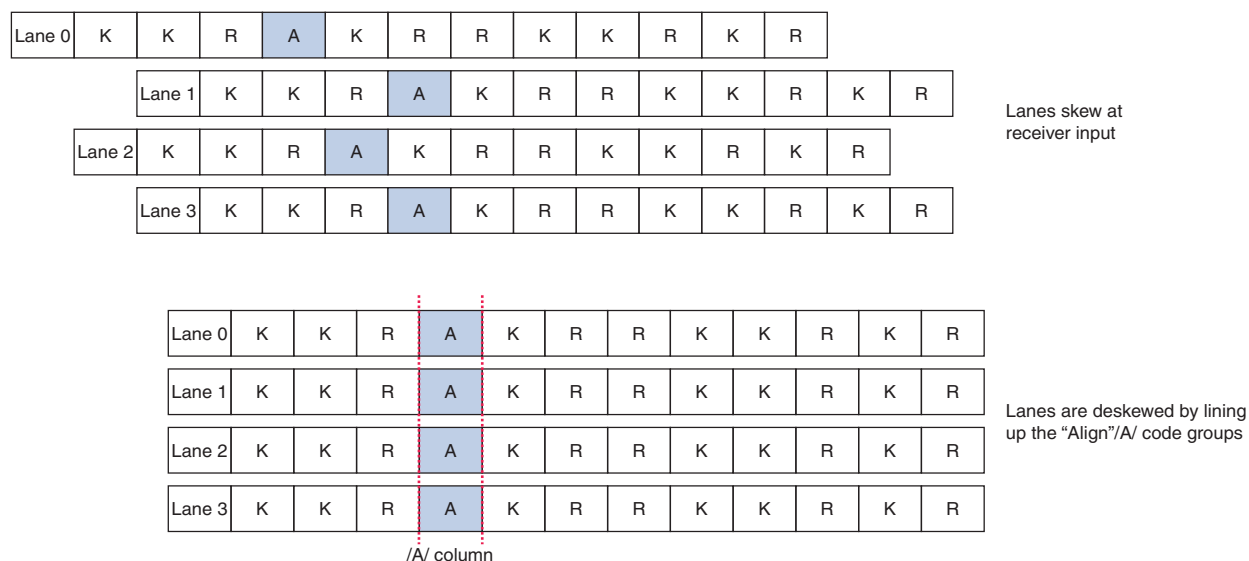 Lane 0 K K R A K R R K K R K R
Lane 1 K K R A K R R K K R K R
Lanes skew at
receiver input
Lane 2 K K R A K R R K K R K R
Lane 3 K K R A K R R K K R K R
Lane 0 K K R A K R R K K R K R
Lane 1 K K R A K R R K K R K R
Lanes are deskewed by lining
up the “Align”/A/ code groups
Lane 2 K K R A K R R K K R K R
Lane 3 K K R A K R R K K R K R
/A/ column